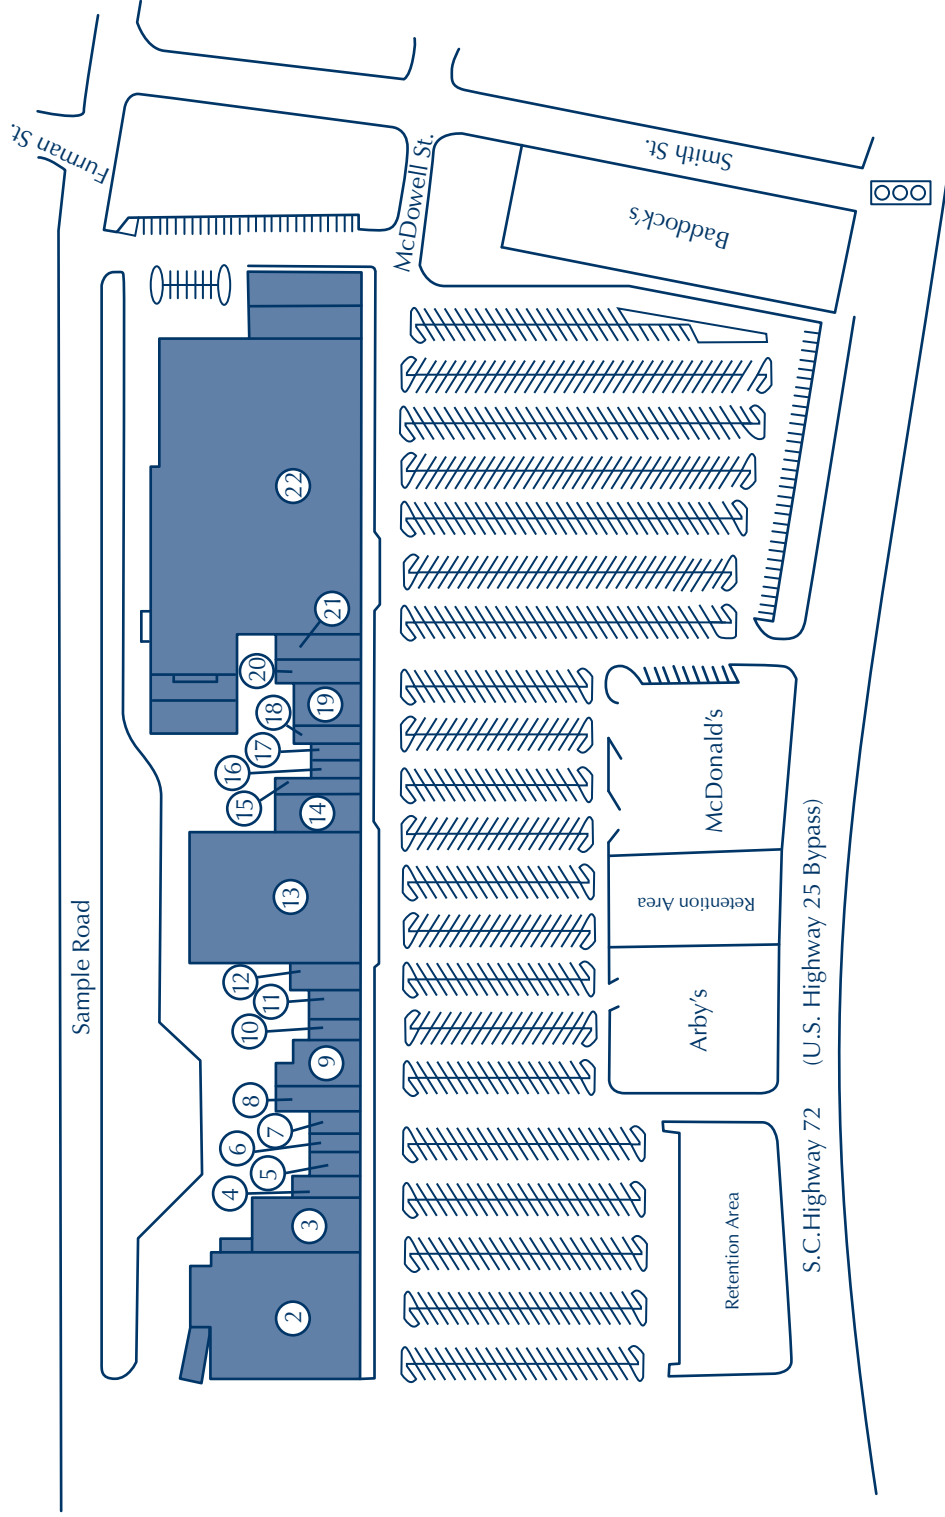 Furman St.
McDowell St.
Smith St.
Baddock's
22
21
20
19
18
17
16
15
14
13
12
11
10
9
8
7
6
5
4
3
2
Sample Road
McDonald's
Retention Area
Arby's
Retention Area
S.C.Highway 72 (U.S. Highway 25 Bypass)